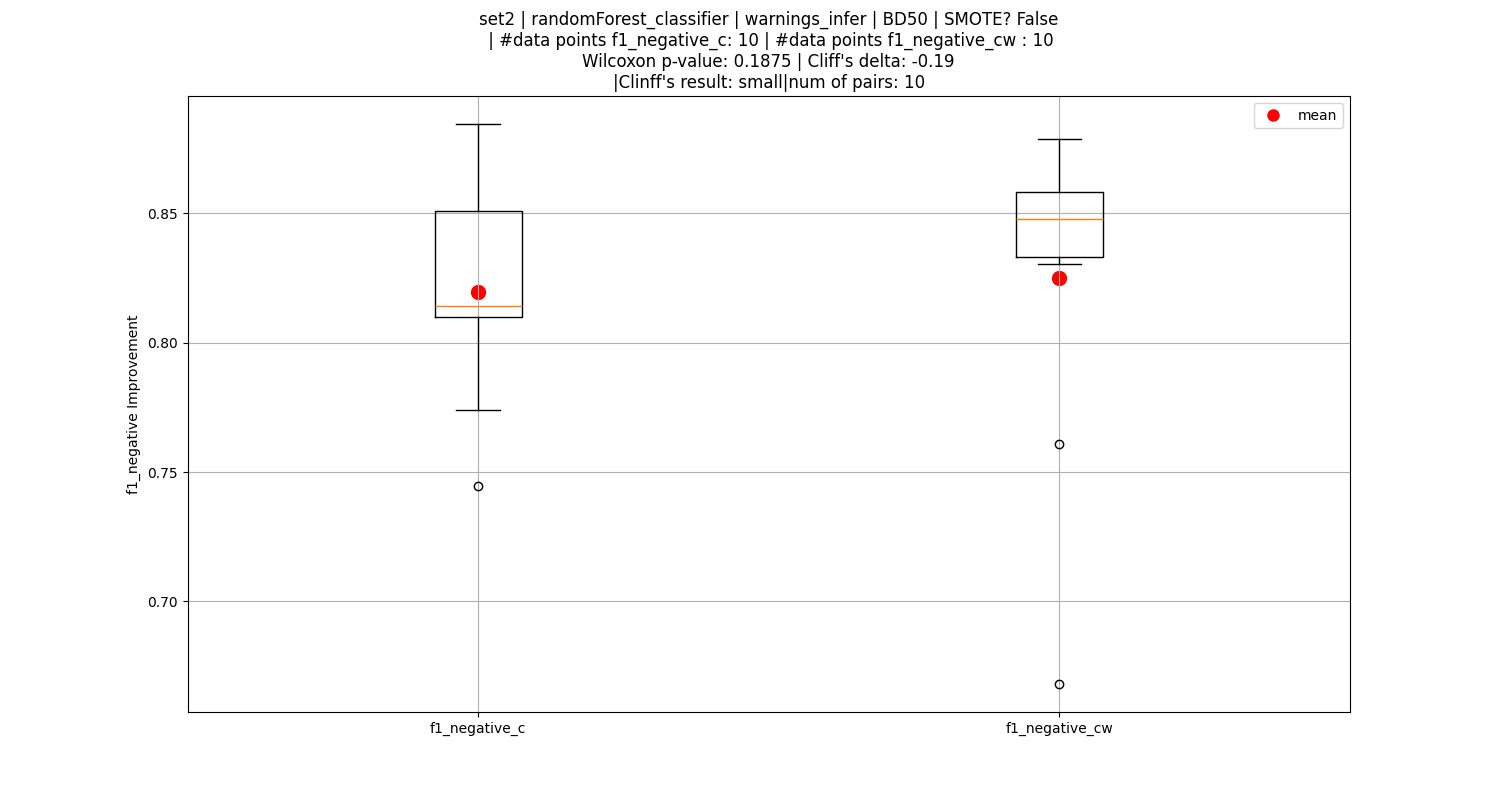 set2 | randomForest_classifier | warnings_infer | BD50 | SMOTE? False
| #data points f1_negative_c: 10 | #data points f1_negative_cw : 10
Wilcoxon p-value: 0.1875 | Cliff's delta: -0.19
|Clinff's result: small|num of pairs: 10
mean
f1_negative Improvement
0.85
0.80
0.75
0.70
f1_negative_c
f1_negative_cw